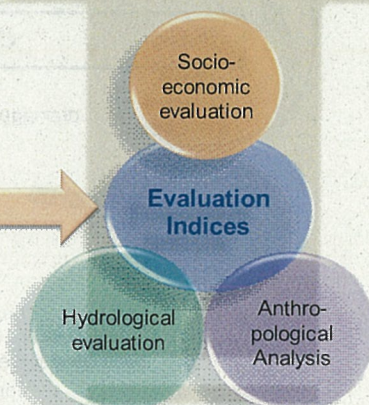 Socio-
economic
evaluation
Evaluation
Indices
Hydrological
evaluation
Anthro-
pological
Analysis